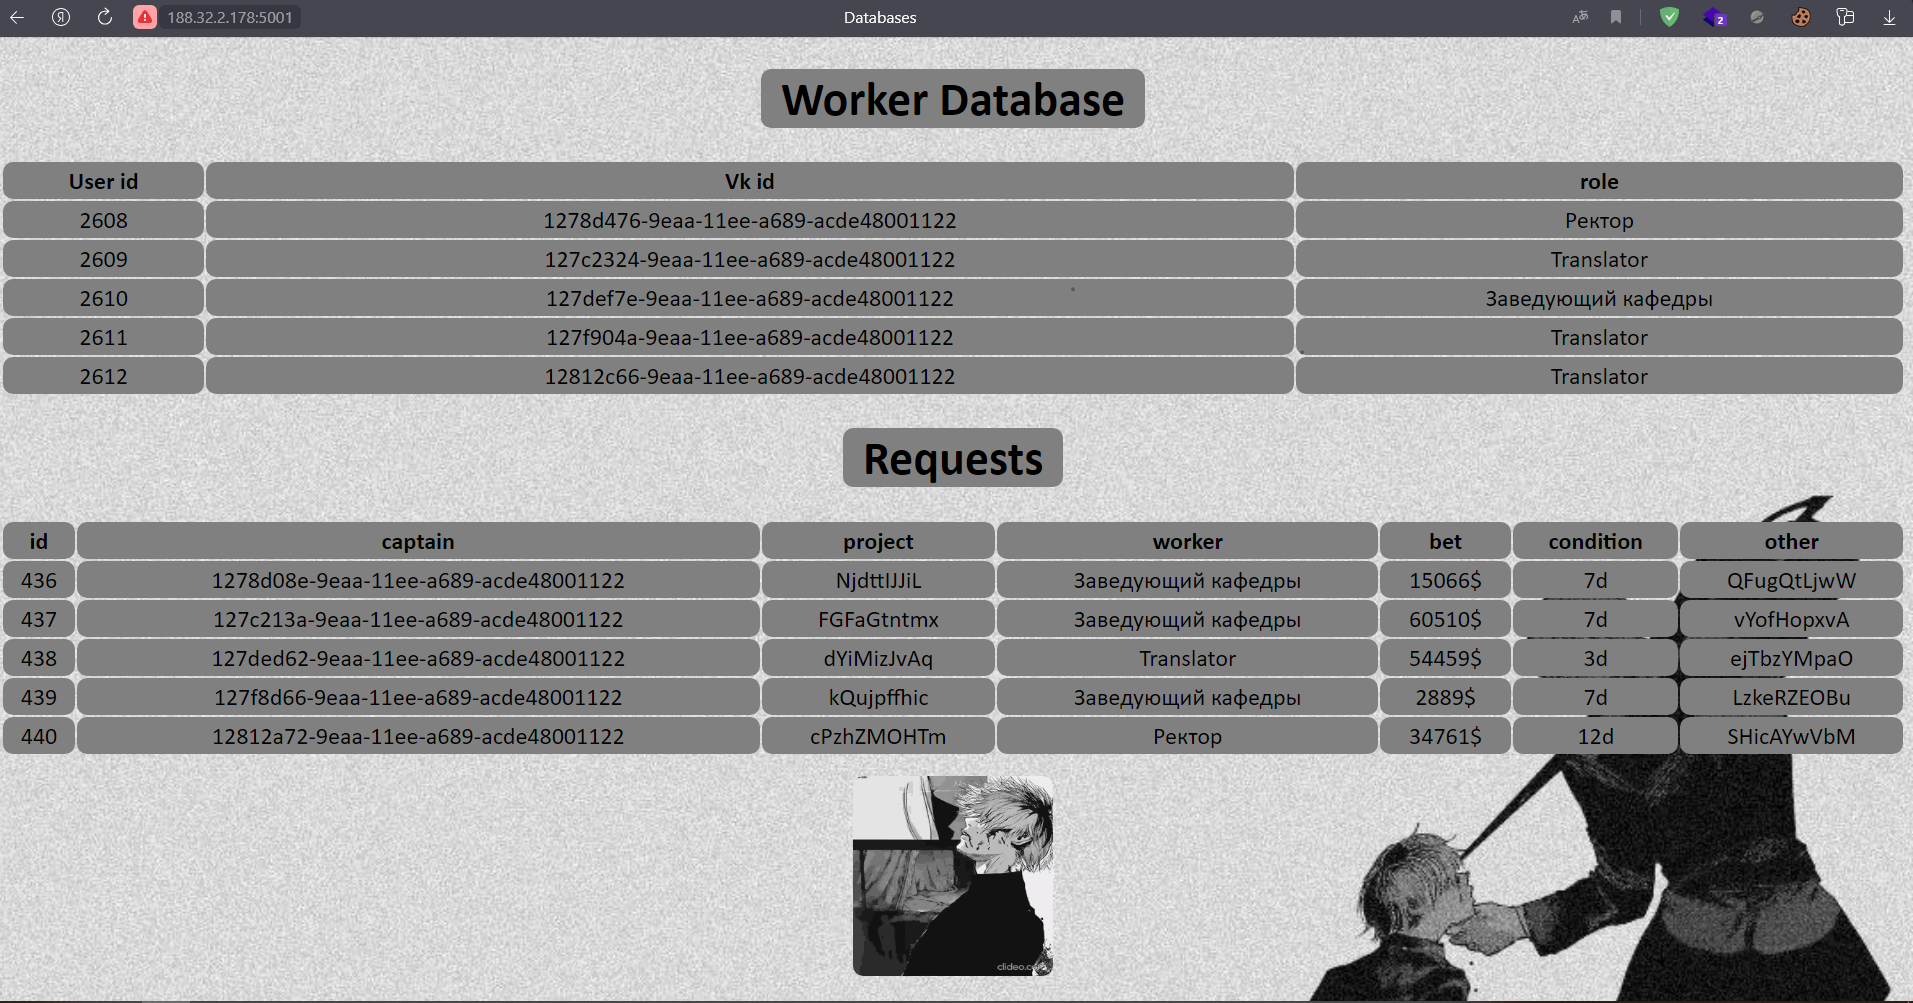 188.32.2.178:5001 Databases 2
Worker Database
User id Vk id role
2608 1278d476-9eaa-11ee-a689-acde48001122 Ректор
2609 127c2324-9eaa-11ee-a689-acde48001122 Translator
2610 127def7e-9eaa-11ee-a689-acde48001122 Заведующий кафедры
2611 127f904a-9eaa-11ee-a689-acde48001122 Translator
2612 12812c66-9eaa-11ee-a689-acde48001122 Translator
Requests
id captain project worker bet condition other
436 1278d08e-9eaa-11ee-a689-acde48001122 NjdttIJJiL Заведующий кафедры 15066$ 7d QFugQtLjwW
437 127c213a-9eaa-11ee-a689-acde48001122 FGFaGtntmx Заведующий кафедры 60510$ 7d vYofHopxvA
438 127ded62-9eaa-11ee-a689-acde48001122 dYiMizJvAq Translator 54459$ 3d ejTbzYMpaO
439 127f8d66-9eaa-11ee-a689-acde48001122 kQujpffhic Заведующий кафедры 2889$ 7d LzkeRZEOBu
440 12812a72-9eaa-11ee-a689-acde48001122 cPzhZMOHTm Ректор 34761$ 12d SHicAYwVbM